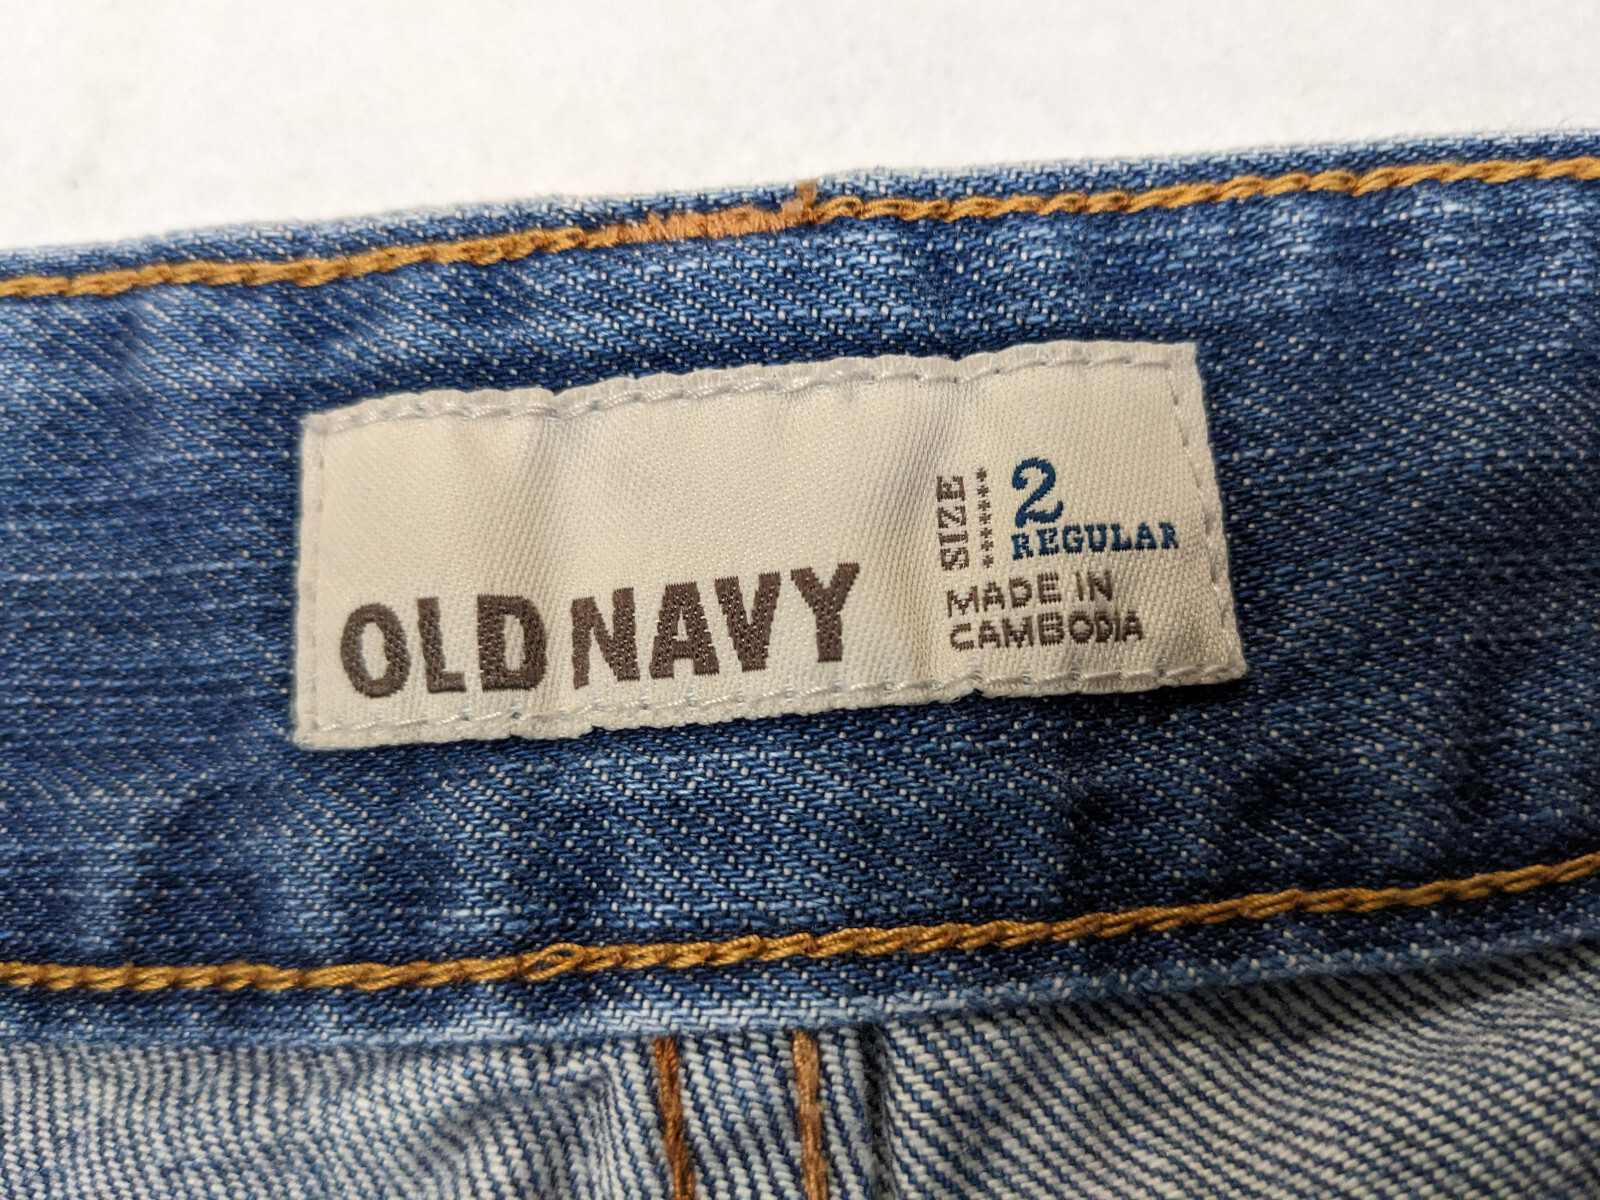 OLD NAVY
SIZE
2
REGULAR
MADE IN
CAMBODIA